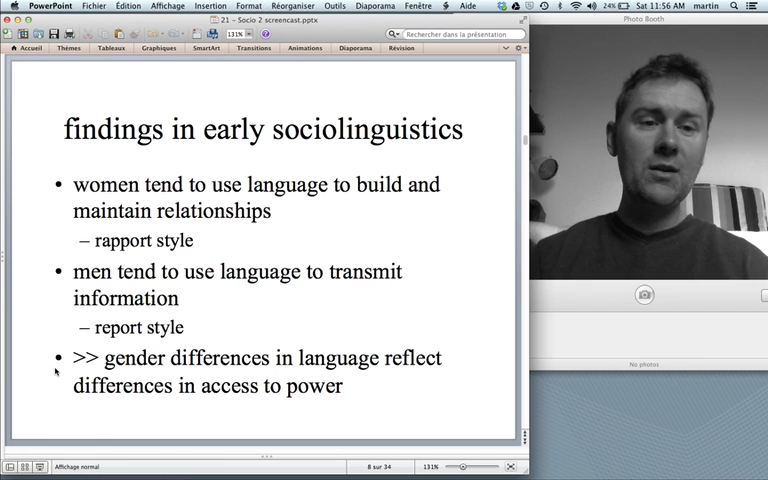 PowerPoint Fichier Édition Affichage Insertion Format Réorganiser Outils Diaporama Fenêtre Aide 24% Sat 11:56 AM martin
21 – Socio 2 screencast.pptx
Photo Booth
131% Rechercher dans la présentation
Accueil Thèmes Tableaux Graphiques SmartArt Transitions Animations Diaporama Révision
findings in early sociolinguistics
• women tend to use language to build and
maintain relationships
– rapport style
• men tend to use language to transmit
information
– report style
• >> gender differences in language reflect
differences in access to power
No photos
Affichage normal 8 sur 34 131%